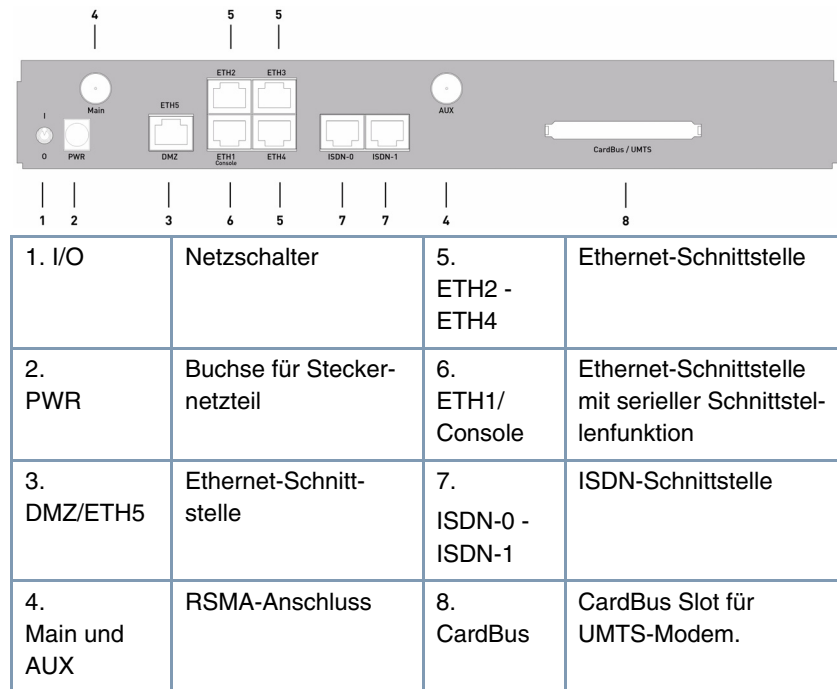 4 5 5
ETH2 ETH3
Main AUX
I ETH5
O PWR DMZ ETH1 ETH4 ISDN-0 ISDN-1 CardBus / UMTS
Console
1 2 3 6 5 7 7 4 8
1. I/O
Netzschalter
5.
ETH2 -
ETH4
Ethernet-Schnittstelle
2.
PWR
Buchse für Stecker-
netzteil
6.
ETH1/
Console
Ethernet-Schnittstelle
mit serieller Schnittstel-
lenfunktion
3.
DMZ/ETH5
Ethernet-Schnitt-
stelle
7.
ISDN-0 -
ISDN-1
ISDN-Schnittstelle
4.
Main und
AUX
RSMA-Anschluss
8.
CardBus
CardBus Slot für
UMTS-Modem.